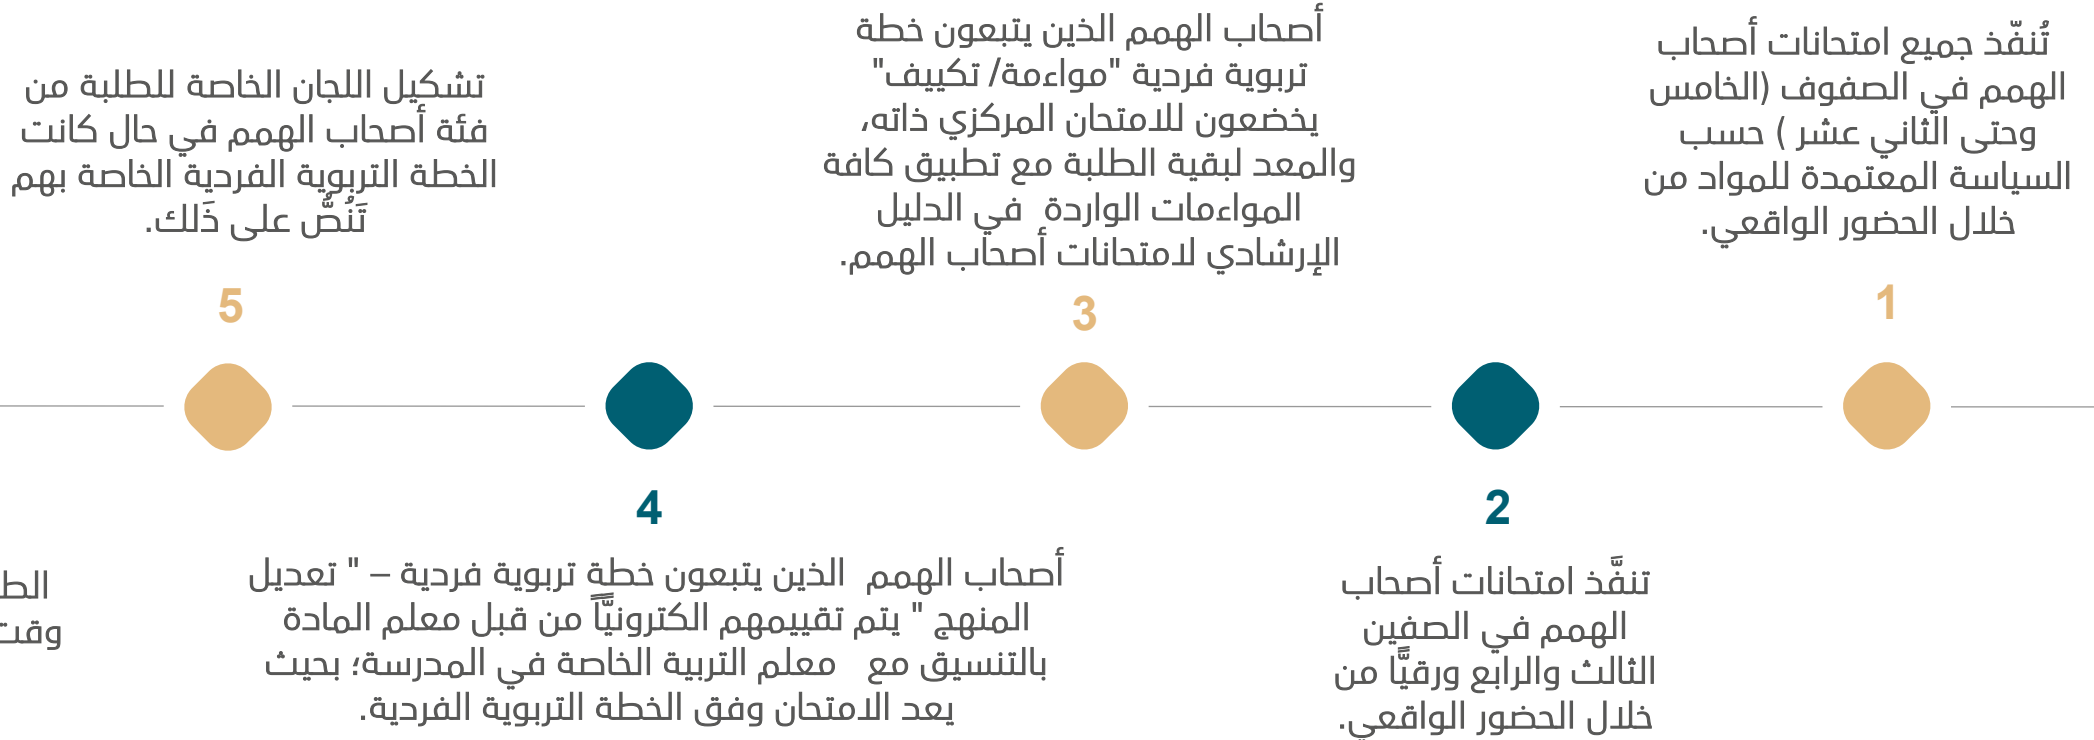 تُنفّذ جميع امتحانات أصحاب
الهمم في الصفوف (الخامس
وحتى الثاني عشر ) حسب
السياسة المعتمدة للمواد من
خلال الحضور الواقعي.
1
2
تنفَّذ امتحانات أصحاب
الهمم في الصفين
الثالث والرابع ورقيًّا من
خلال الحضور الواقعي.
أصحاب الهمم الذين يتبعون خطة
تربوية فردية "مواءمة/ تكييف"
يخضعون للامتحان المركزي ذاته،
والمعد لبقية الطلبة مع تطبيق كافة
المواءمات الواردة في الدليل
الإرشادي لامتحانات أصحاب الهمم.
3
4
أصحاب الهمم الذين يتبعون خطة تربوية فردية – " تعديل
المنهج " يتم تقييمهم الكترونيًّاً من قبل معلم المادة
بالتنسيق مع معلم التربية الخاصة في المدرسة؛ بحيث
يعد الامتحان وفق الخطة التربوية الفردية.
تشكيل اللجان الخاصة للطلبة من
فئة أصحاب الهمم في حال كانت
الخطة التربوية الفردية الخاصة بهم
تَنُصُّ على ذَلك.
5